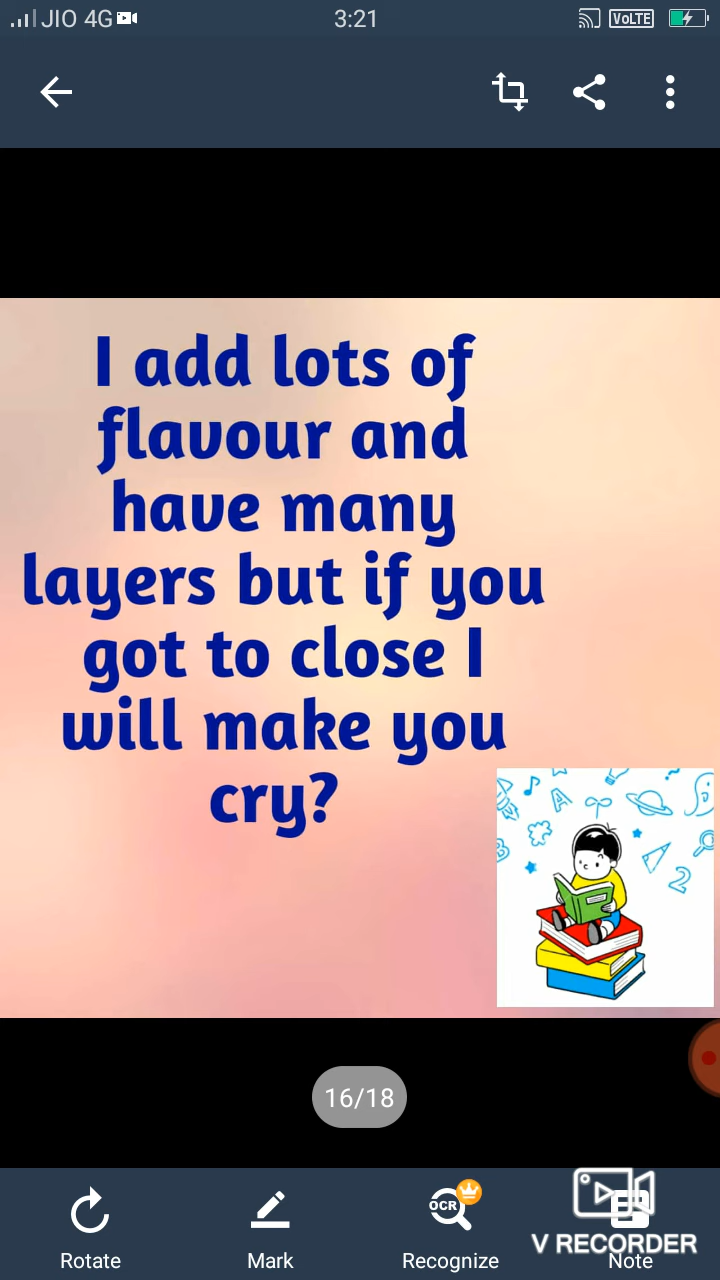 JIO 4G 3:21 VoLTE
I add lots of
flavour and
have many
layers but if you
got to close I
will make you
cry?
A
B
2
16/18
OCR
V RECORDER
Rotate Mark Recognize Note